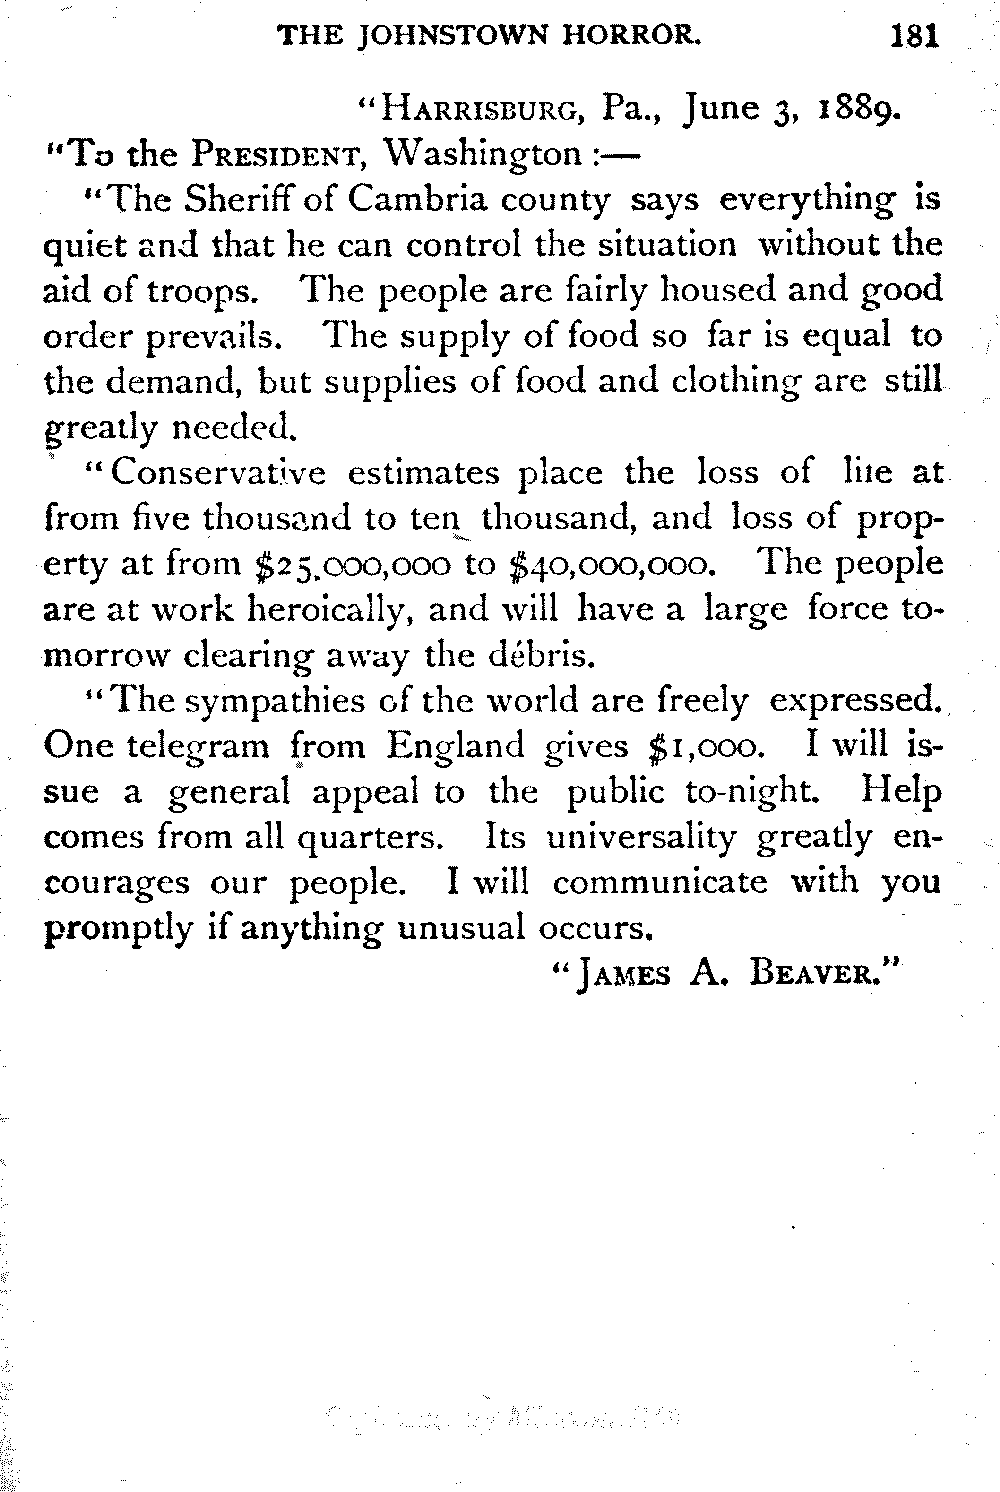 THE JOHNSTOWN HORROR. 181
"HARRISBURG, Pa., June 3, 1889.
"To the PRESIDENT, Washington :—
"The Sheriff of Cambria county says everything is
quiet and that he can control the situation without the
aid of troops. The people are fairly housed and good
order prevails. The supply of food so far is equal to
the demand, but supplies of food and clothing are still
greatly needed.
"Conservative estimates place the loss of life at
from five thousand to ten thousand, and loss of prop-
erty at from $25,000,000 to $40,000,000. The people
are at work heroically, and will have a large force to-
morrow clearing away the débris.
"The sympathies of the world are freely expressed.
One telegram from England gives $1,000. I will is-
sue a general appeal to the public to-night. Help
comes from all quarters. Its universality greatly en-
courages our people. I will communicate with you
promptly if anything unusual occurs.
"JAMES A. BEAVER."